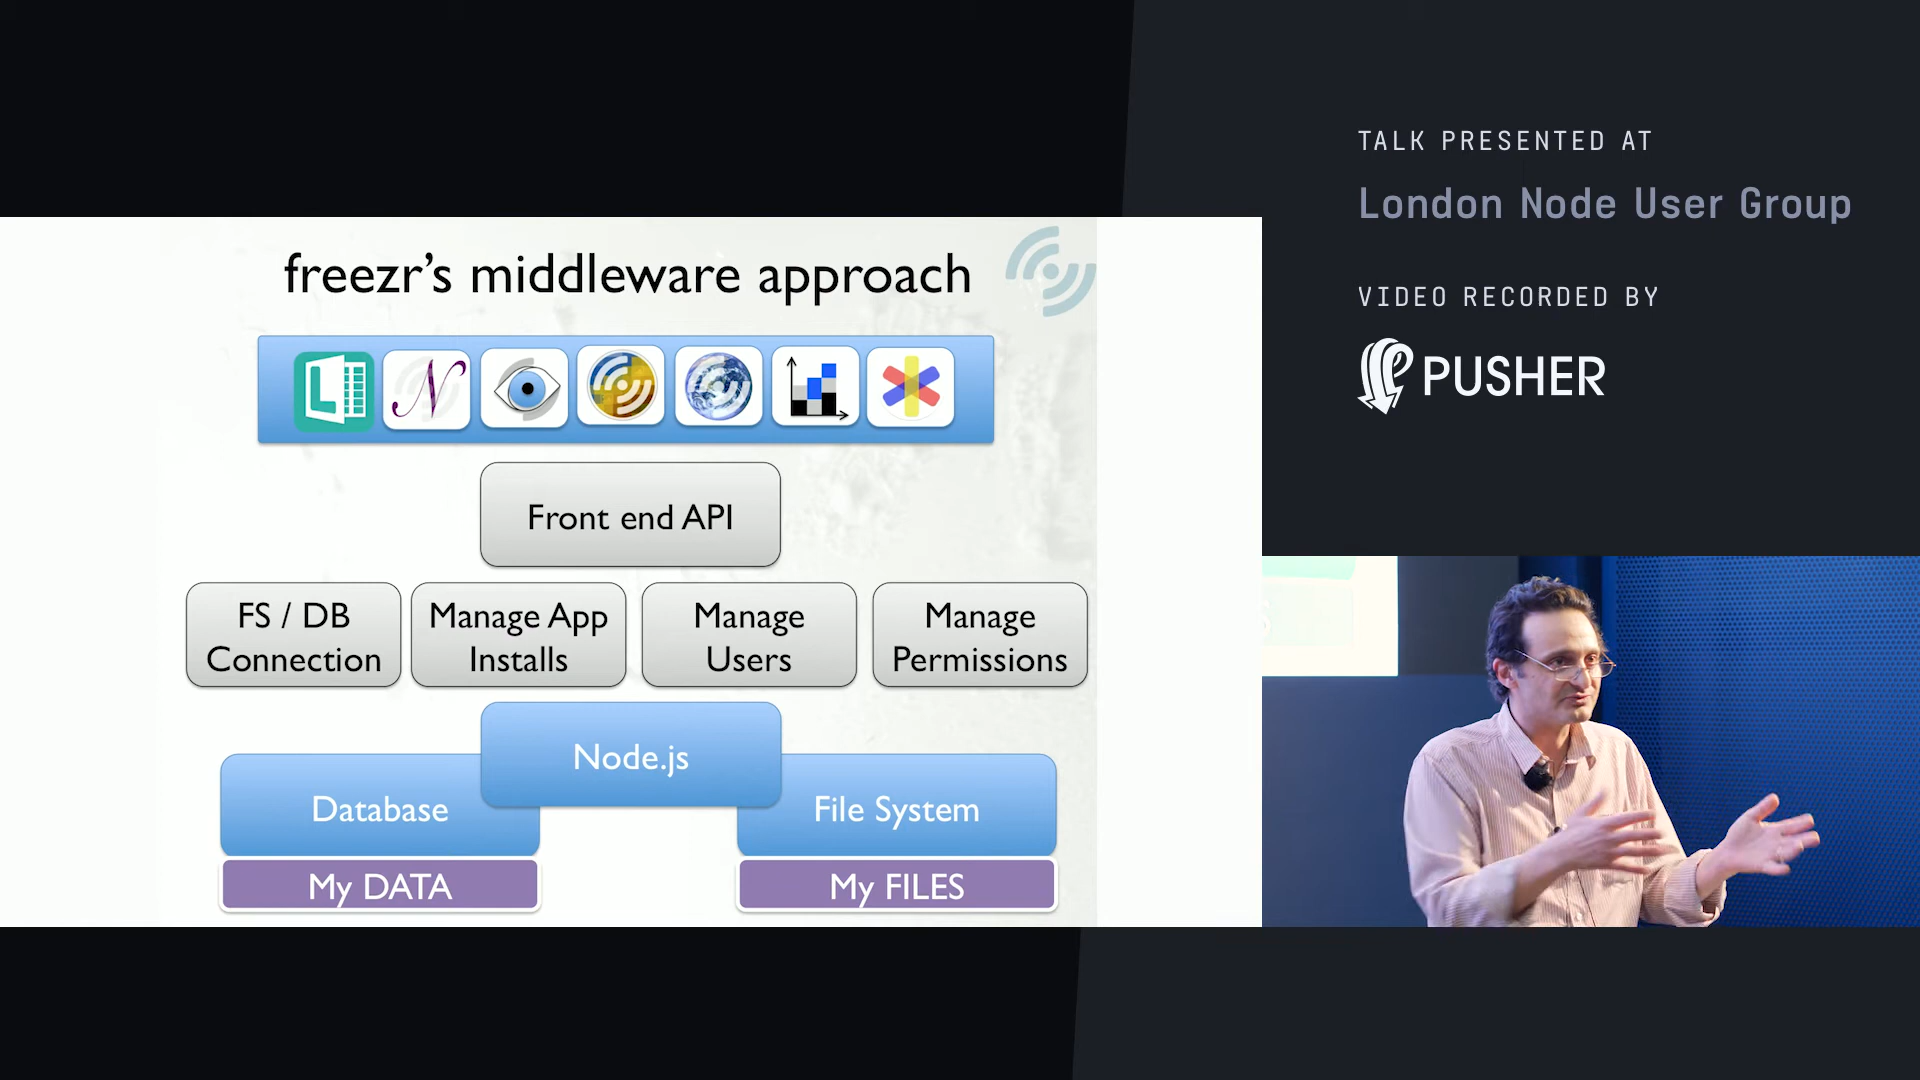 TALK PRESENTED AT
London Node User Group
VIDEO RECORDED BY
PUSHER
freezr's middleware approach
L
N
Front end API
FS / DB
Connection
Manage App
Installs
Manage
Users
Manage
Permissions
Node.js
Database
File System
My DATA
My FILES